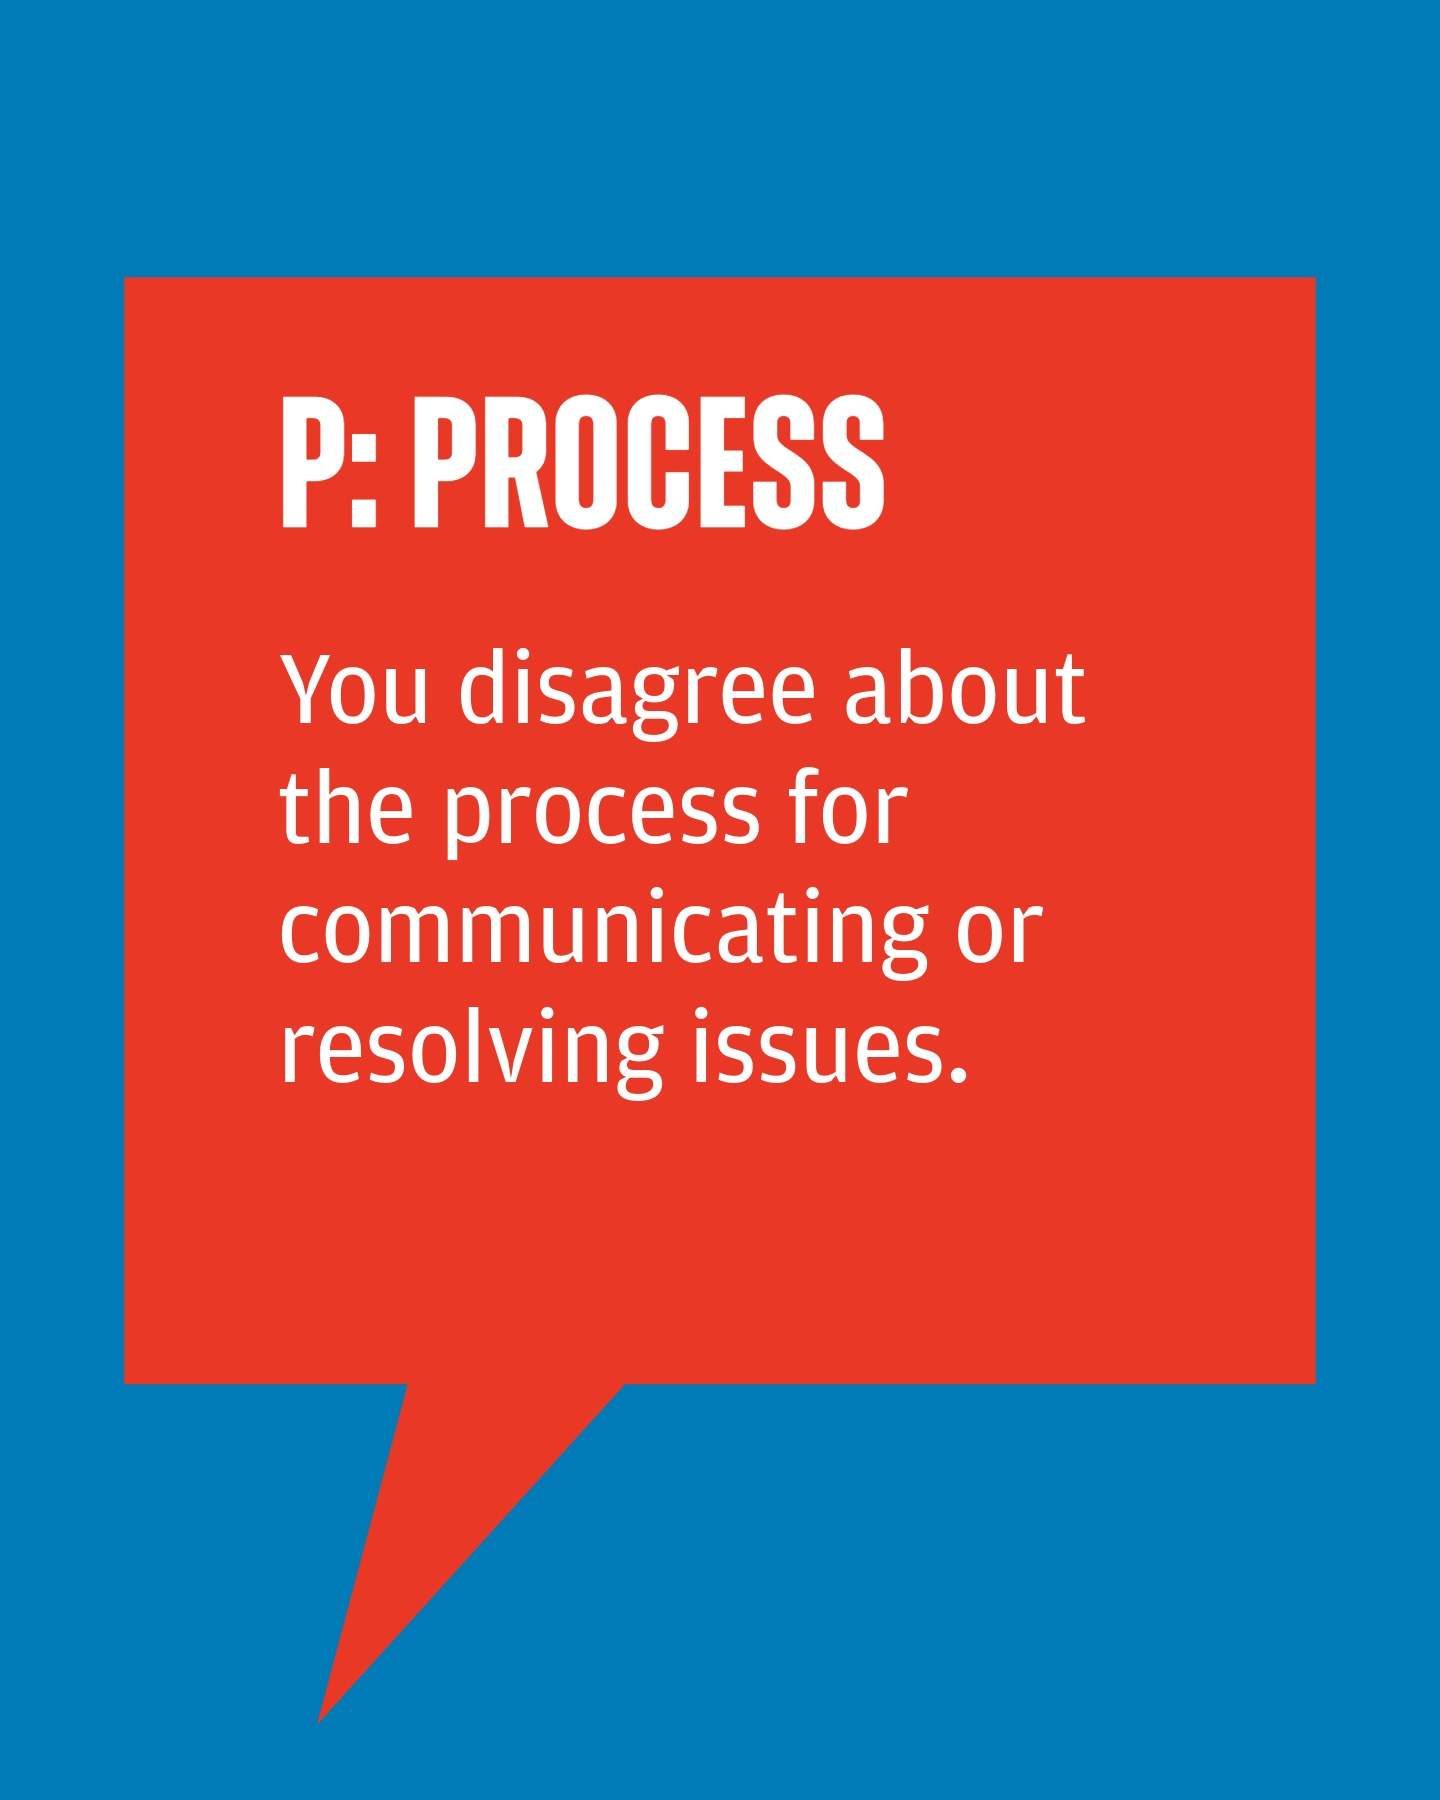 P: PROCESS
You disagree about
the process for
communicating or
resolving issues.